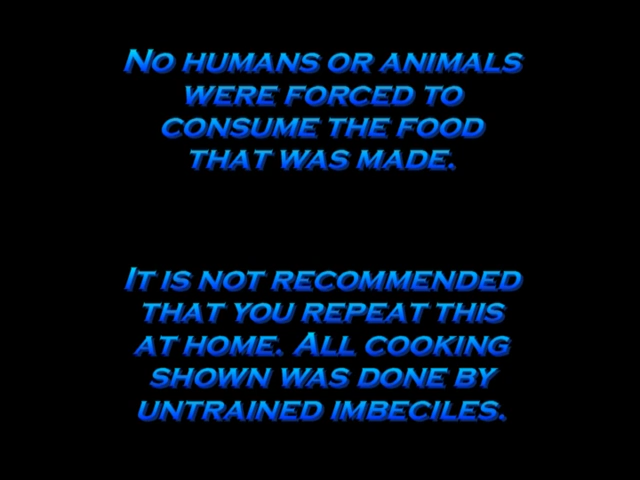 No humans or animals
were forced to
consume the food
that was made.
It is not recommended
that you repeat this
at home. All cooking
shown was done by
untrained imbeciles.